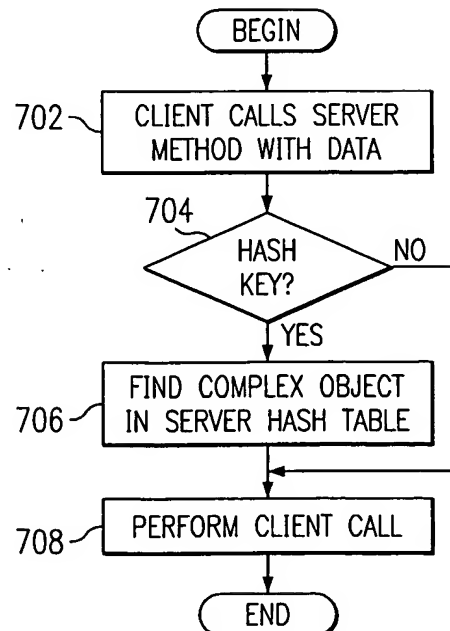 BEGIN
702
CLIENT CALLS SERVER
METHOD WITH DATA
704
HASH
KEY?
NO
YES
706
FIND COMPLEX OBJECT
IN SERVER HASH TABLE
708
PERFORM CLIENT CALL
END